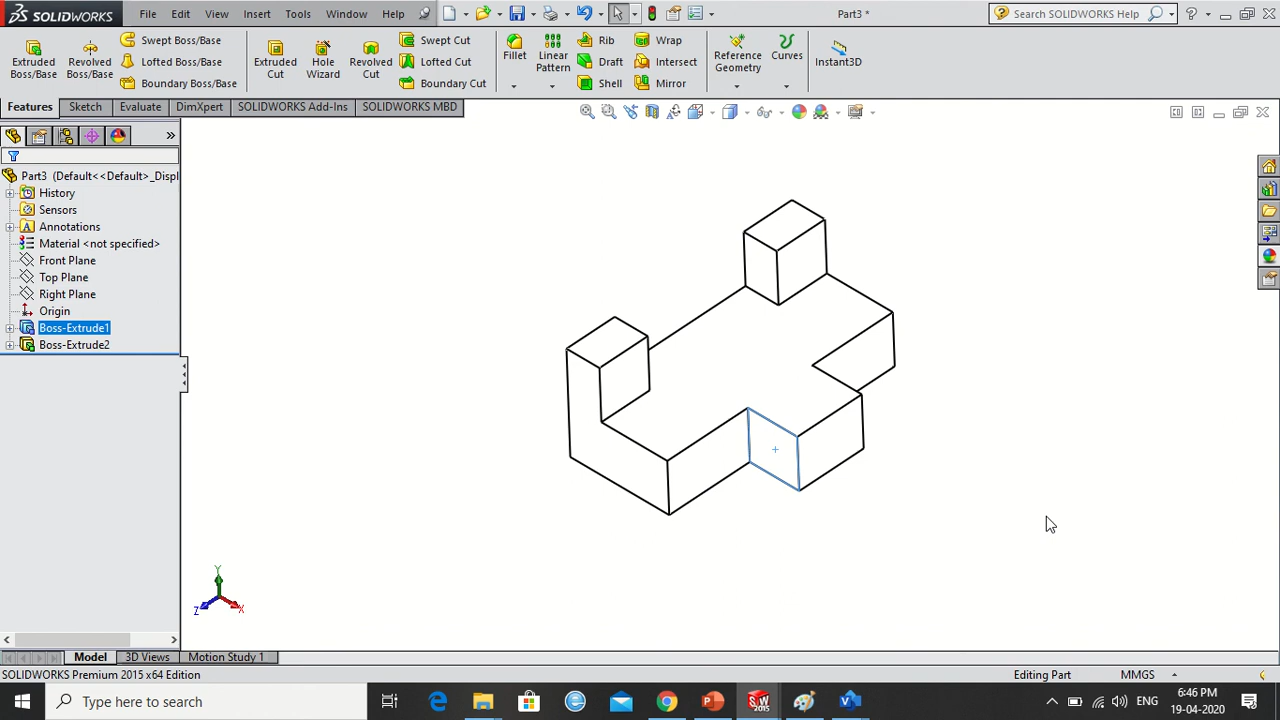 SOLIDWORKS File Edit View Insert Tools Window Help Part3 * Search SOLIDWORKS Help
Extruded Boss/Base
Revolved Boss/Base
Swept Boss/Base
Lofted Boss/Base
Boundary Boss/Base
Extruded Cut
Hole Wizard
Revolved Cut
Swept Cut
Lofted Cut
Boundary Cut
Fillet
Linear Pattern
Rib
Draft
Shell
Wrap
Intersect
Mirror
Reference Geometry
Curves
Instant3D
Features Sketch Evaluate DimXpert SOLIDWORKS Add-Ins SOLIDWORKS MBD
Part3 (Default<<Default>_Displ
History
Sensors
Annotations
Material <not specified>
Front Plane
Top Plane
Right Plane
Origin
Boss-Extrude1
Boss-Extrude2
Y
Z X
Model 3D Views Motion Study 1
SOLIDWORKS Premium 2015 x64 Edition Editing Part MMGS
Type here to search ENG 6:46 PM
19-04-2020